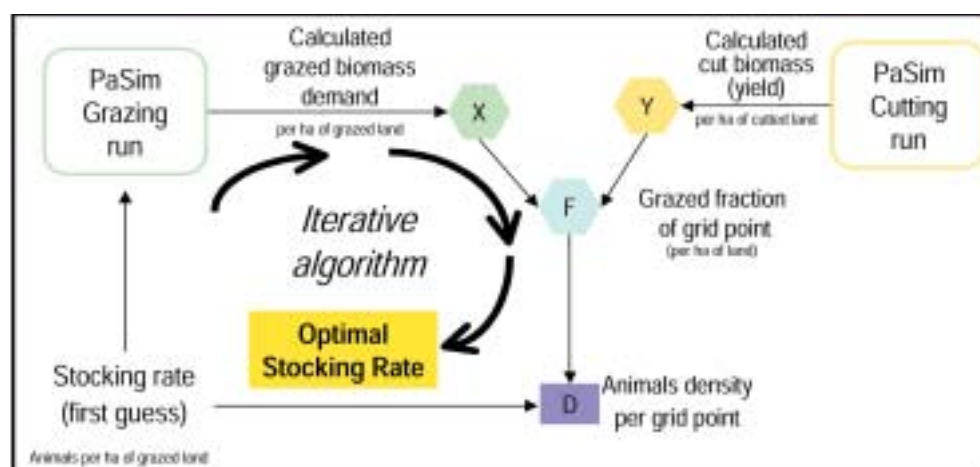 PaSim
Grazing
run
Calculated
grazed biomass
demand
per ha of grazed land
X
Y
Calculated
cut biomass
(yield)
per ha of cutted land
PaSim
Cutting
run
Iterative
algorithm
F
Grazed fraction
of grid point
(per ha of land)
Optimal
Stocking Rate
Stocking rate
(first guess)
Animals per ha of grazed land
D
Animals density
per grid point